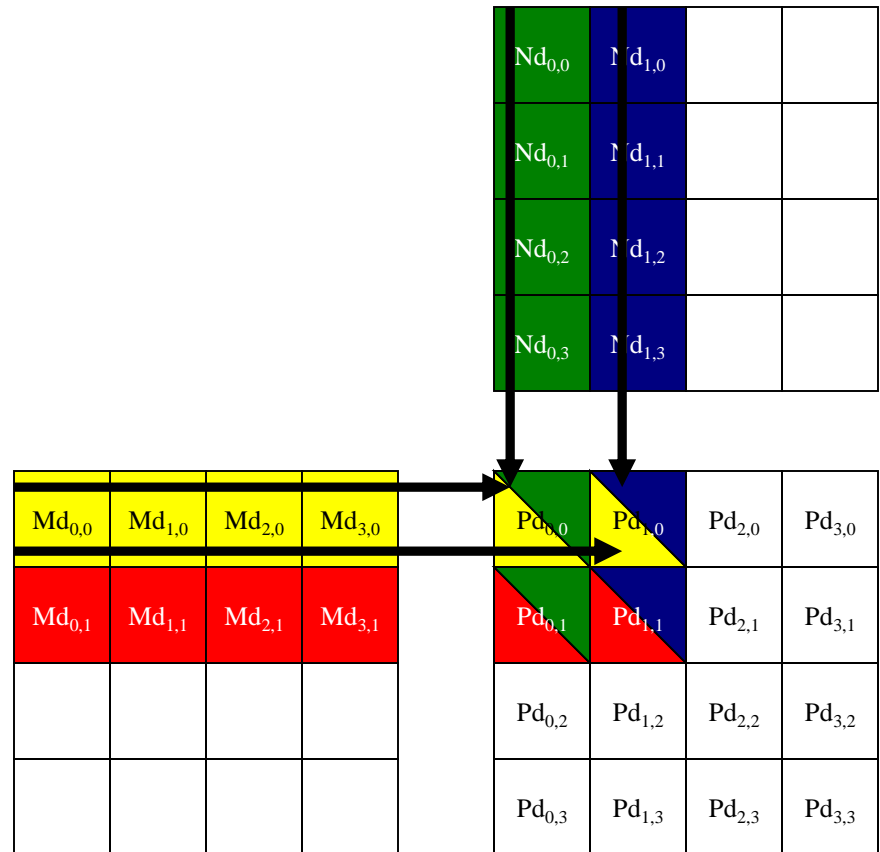 Nd0,0 Nd1,0
Nd0,1 Nd1,1
Nd0,2 Nd1,2
Nd0,3 Nd1,3
Md0,0 Md1,0 Md2,0 Md3,0 Pd0,0 Pd1,0 Pd2,0 Pd3,0
Md0,1 Md1,1 Md2,1 Md3,1 Pd0,1 Pd1,1 Pd2,1 Pd3,1
Pd0,2 Pd1,2 Pd2,2 Pd3,2
Pd0,3 Pd1,3 Pd2,3 Pd3,3